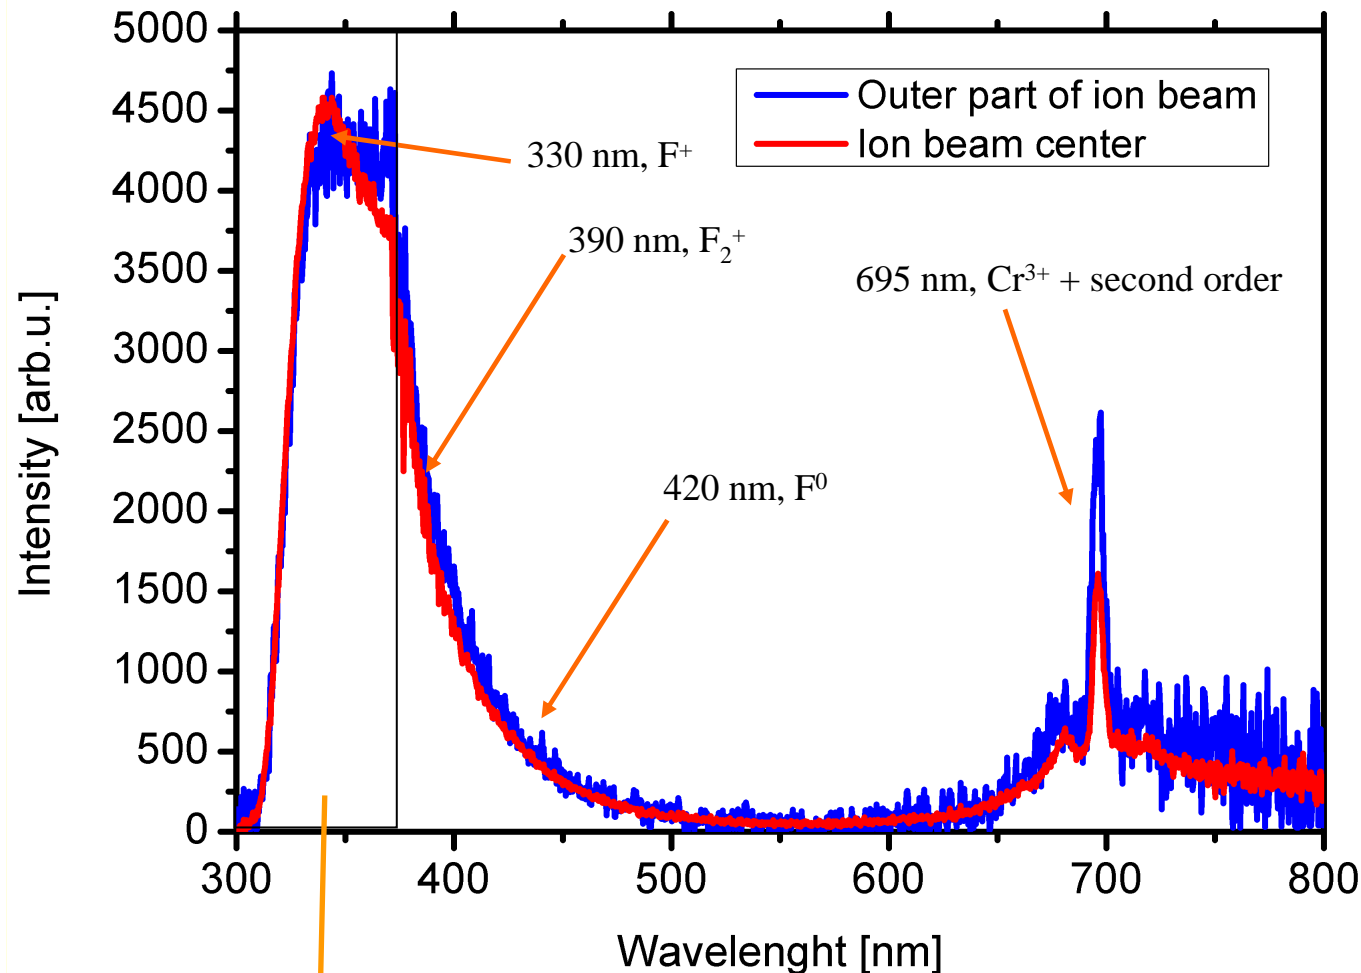 5000
4500
4000
3500
3000
2500
2000
1500
1000
500
0
Intensity [arb.u.]
Outer part of ion beam
Ion beam center
330 nm, F⁺
390 nm, F₂⁺
695 nm, Cr³⁺ + second order
420 nm, F⁰
300 400 500 600 700 800
Wavelenght [nm]